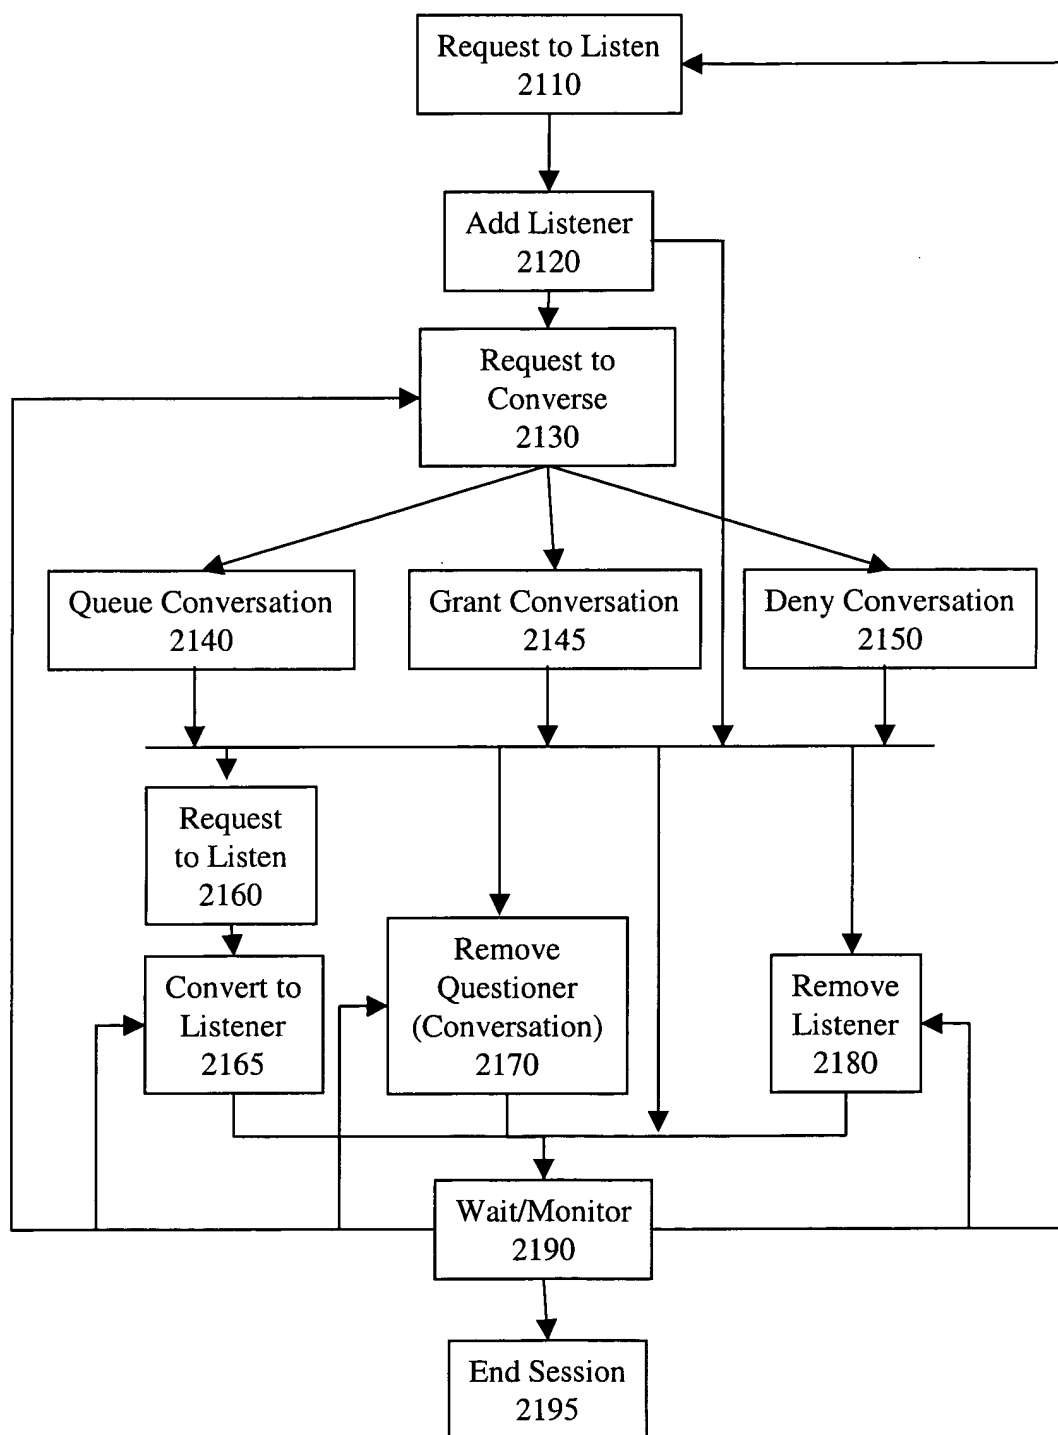 Request to Listen
2110
Add Listener
2120
Request to
Converse
2130
Queue Conversation
2140
Grant Conversation
2145
Deny Conversation
2150
Request
to Listen
2160
Convert to
Listener
2165
Remove
Questioner
(Conversation)
2170
Remove
Listener
2180
Wait/Monitor
2190
End Session
2195